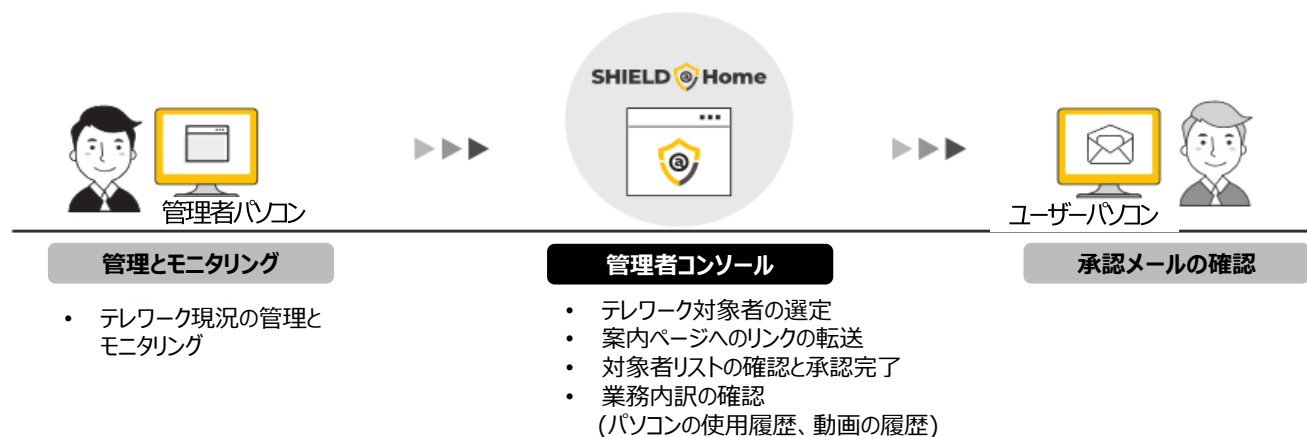 SHIELD @ Home
@
管理者パソコン
ユーザーパソコン
管理とモニタリング
• テレワーク現況の管理と
モニタリング
管理者コンソール
• テレワーク対象者の選定
• 案内ページへのリンクの転送
• 対象者リストの確認と承認完了
• 業務内訳の確認
(パソコンの使用履歴、動画の履歴)
承認メールの確認